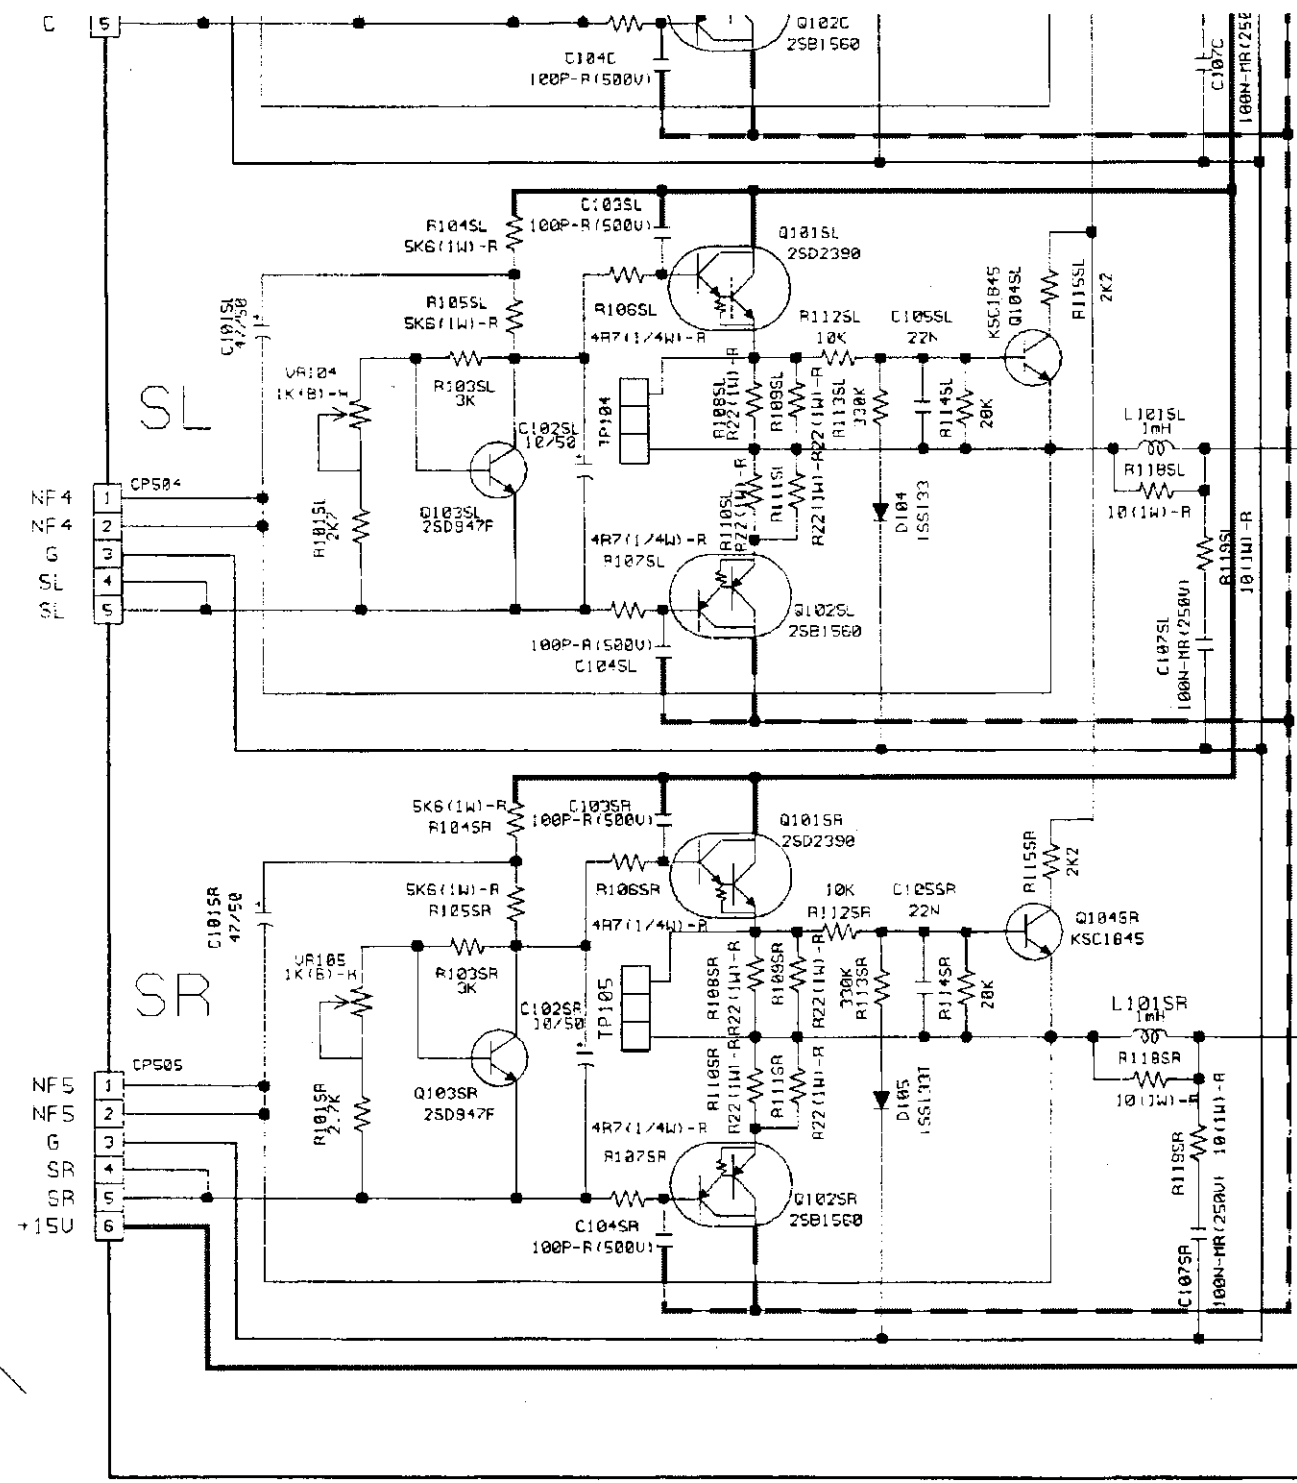 C 5
Q102C
2SB1560
C104C
100P-R(500V)
C107C
100N-MR(250
C103SL
100P-R(500V)
R104SL
5K6(1W)-R
Q101SL
2SD2390
R105SL
5K6(1W)-R
C101SL
47/50
R106SL
4R7(1/4W)-R
R112SL
10K
C105SL
22N
KSC1845
Q104SL
R115SL
2K2
VR104
1K(B)-H
R103SL
3K
SL
C102SL
10/50
TP104
R108SL
R22(1W)-R
R109SL
R22(1W)-R
R113SL
330K
R114SL
20K
L101SL
1mH
R118SL
10(1W)-R
CP504
NF4 1
NF4 2
G 3
SL 4
SL 5
R101SL
Q103SL
2SD947F
R110SL
R22(1W)-R
R111SL
R22(1W)-R
D104
1SS133
4R7(1/4W)-R
R107SL
R119SL
10(1W)-R
Q102SL
2SB1560
100P-R(500V)
C104SL
C107SL
100N-MR(250V)
5K6(1W)-R
R104SR
C103SR
100P-R(500V)
Q101SR
2SD2390
5K6(1W)-R
R105SR
C101SR
47/50
R106SR
4R7(1/4W)-R
10K
R112SR
C105SR
22N
R115SR
2K2
Q104SR
KSC1845
VR105
1K(B)-H
R103SR
3K
SR
C102SR
10/50
TP105
R108SR
R22(1W)-R
R109SR
R22(1W)-R
330K
R113SR
R114SR
20K
L101SR
1mH
R118SR
10(1W)-R
CP505
NF5 1
NF5 2
G 3
SR 4
SR 5
+15V 6
R101SR
2.7K
Q103SR
2SD947F
R110SR
R22(1W)-R
R111SR
R22(1W)-R
D105
1SS133T
4R7(1/4W)-R
R107SR
R119SR
10(1W)-R
Q102SR
2SB1560
C104SR
100P-R(500V)
C107SR
100N-MR(250V)